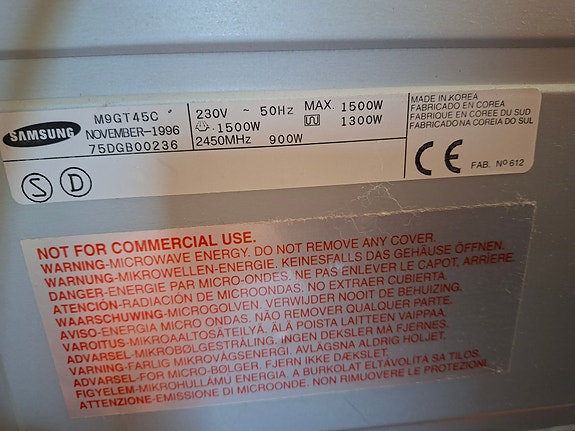 SAMSUNG
M9GT45C
NOVEMBER-1996
75DGB00236
230V ~ 50Hz
1500W
2450MHz 900W
MAX. 1500W
1300W
MADE IN KOREA
FABRICADO EN COREA
FABRIQUE EN COREE DU SUD
FABRICADO NA COREIA DO SUL
CE
FAB. Nº 612
S D
NOT FOR COMMERCIAL USE.
WARNING-MICROWAVE ENERGY. DO NOT REMOVE ANY COVER.
WARNUNG-MIKROWELLEN-ENERGIE. KEINESFALLS DAS GEHÄUSE ÖFFNEN.
DANGER-ENERGIE PAR MICRO-ONDES. NE PAS ENLEVER LE CAPOT, ARRIERE.
ATENCIÓN-RADIACIÓN DE MICROONDAS. NO EXTRAER CUBIERTA.
WAARSCHUWING-MICROGOLVEN. VERWIJDER NOOIT DE BEHUIZING.
AVISO-ENERGIA MICRO ONDAS. NÃO REMOVER QUALQUER PARTE.
VAROITUS-MIKROAALTOSÄTEILYÄ. ÄLÄ POISTA LAITTEEN VAIPPAA.
ADVARSEL-MIKROBØLGESTRÅLING. INGEN DEKSLER MÅ FJERNES.
VARNING-FARLIG MIKROVÅGSENERGI. AVLÄGSNA ALDRIG HÖLJET.
ADVARSEL-FOR MICRO-BØLGER. FJERN IKKE DÆKSLET.
FIGYELEM-MIKROHULLÁMU ENERGIA. A BURKOLAT ELTÁVOLÍTÁSA TILOS.
ATTENZIONE-EMISSIONE DI MICROONDE. NON RIMUOVERE LE PROTEZIONI.